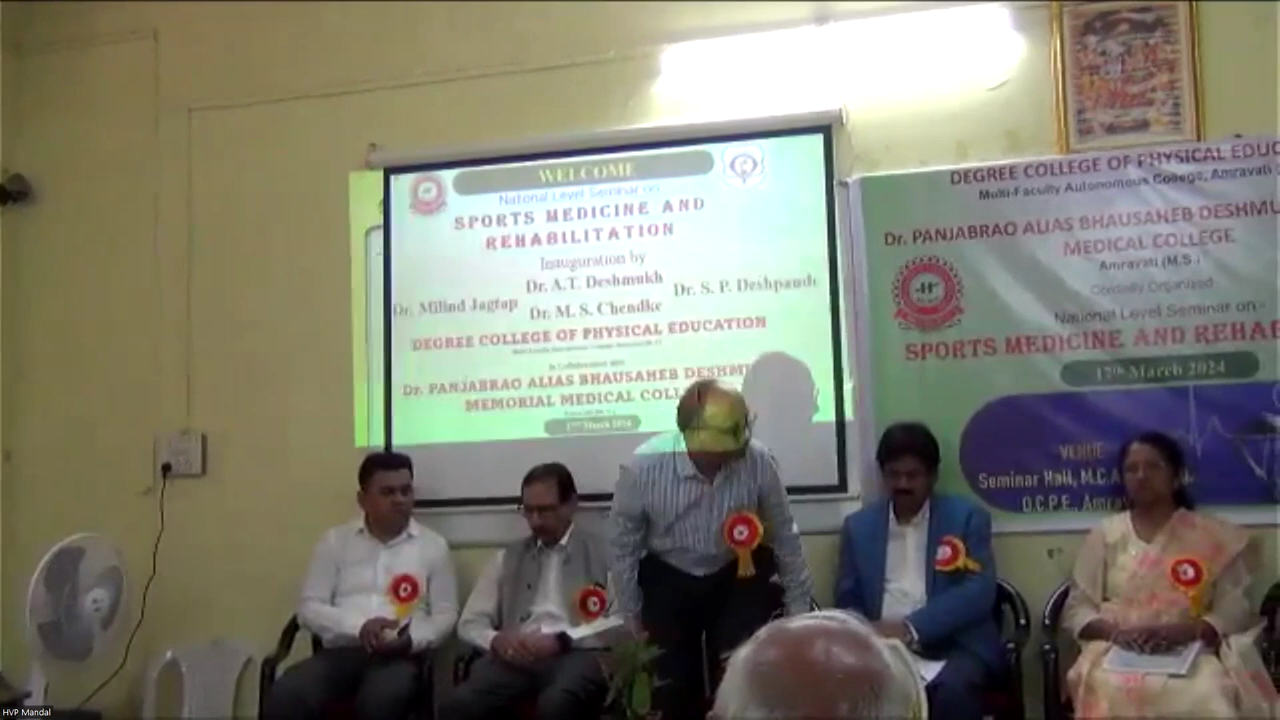 WELCOME
National Level Seminar on
SPORTS MEDICINE AND
REHABILITATION
Inauguration by
Dr. A.T. Deshmukh
Dr. Milind Jagtap
Dr. M. S. Chendke
Dr. S. P. Deshpande
DEGREE COLLEGE OF PHYSICAL EDUCATION
In Collaboration with
Dr. PANJABRAO ALIAS BHAUSAHEB DESHMU
MEMORIAL MEDICAL COLL
17th March 2024
DEGREE COLLEGE OF PHYSICAL EDUC
Multi-Faculty Autonomous College, Amravati
Dr. PANJABRAO ALIAS BHAUSAHEB DESHMU
MEDICAL COLLEGE
Amravati (M.S.)
Cordially Organized
National Level Seminar on -
SPORTS MEDICINE AND REHAB
17th March 2024
VENUE
Seminar Hall, M.C.A
D.C.P.E., Amrav
HVP Mandal